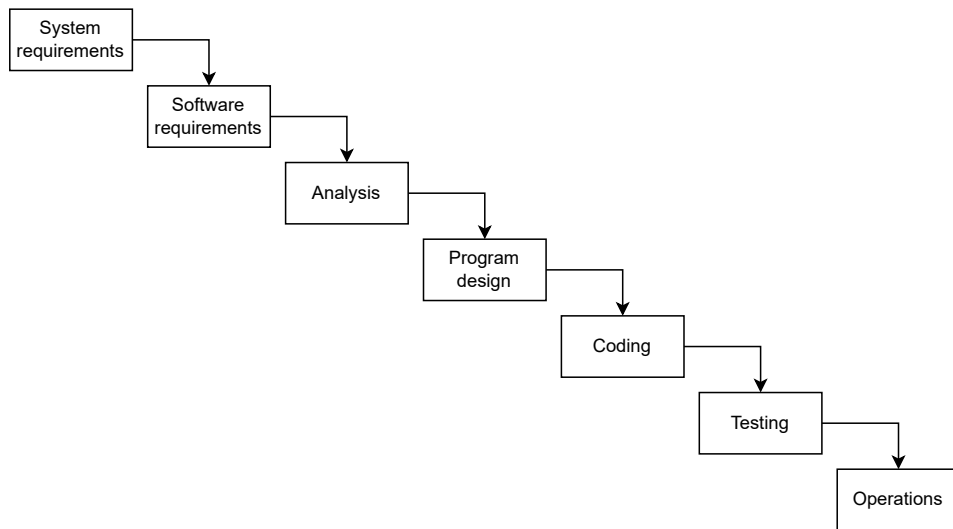 System
requirements
Software
requirements
Analysis
Program
design
Coding
Testing
Operations